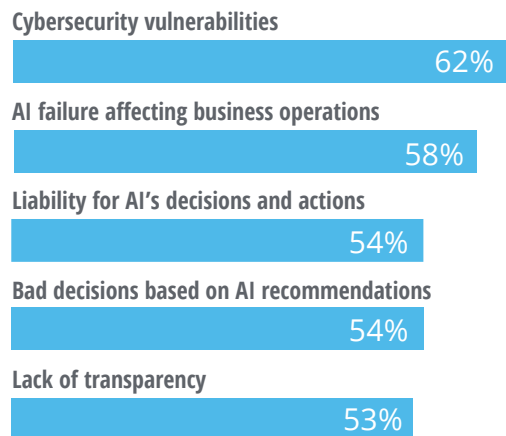 Cybersecurity vulnerabilities
62%
AI failure affecting business operations
58%
Liability for AI’s decisions and actions
54%
Bad decisions based on AI recommendations
54%
Lack of transparency
53%